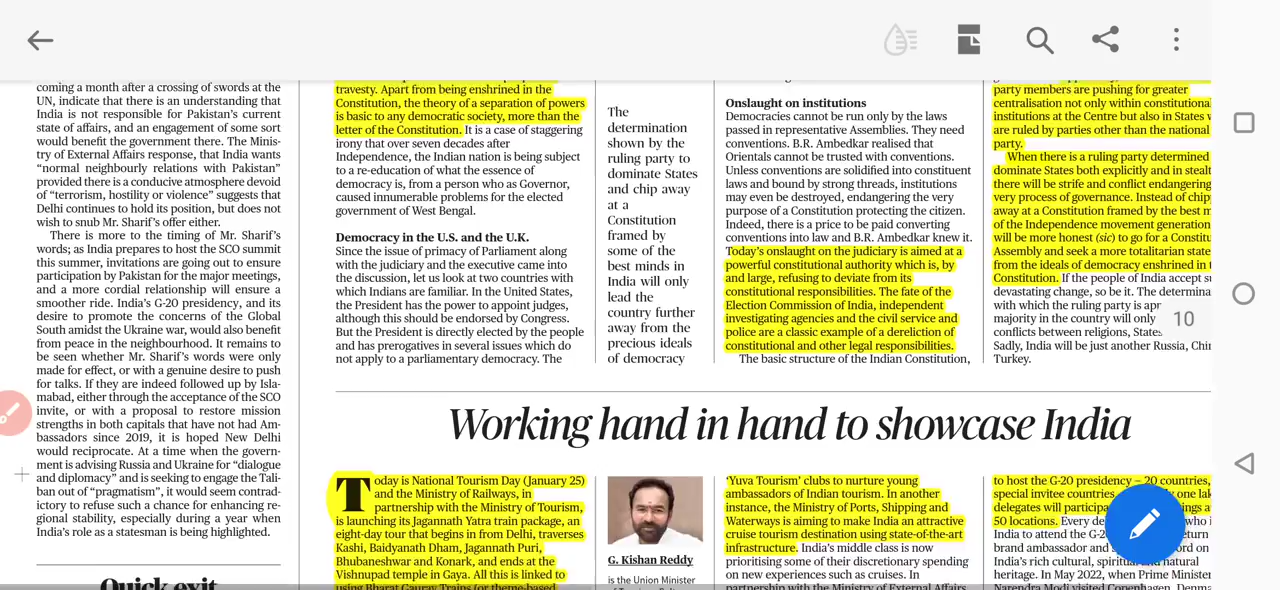 coming a month after a crossing of swords at the
UN, indicate that there is an understanding that
India is not responsible for Pakistan's current
state of affairs, and an engagement of some sort
would benefit the government there. The Minis-
try of External Affairs response, that India wants
"normal neighbourly relations with Pakistan"
provided there is a conducive atmosphere devoid
of "terrorism, hostility or violence" suggests that
Delhi continues to hold its position, but does not
wish to snub Mr. Sharif's offer either.
There is more to the timing of Mr. Sharif's
words; as India prepares to host the SCO summit
this summer, invitations are going out to ensure
participation by Pakistan for the major meetings,
and a more cordial relationship will ensure a
smoother ride. India's G-20 presidency, and its
desire to promote the concerns of the Global
South amidst the Ukraine war, would also benefit
from peace in the neighbourhood. It remains to
be seen whether Mr. Sharif's words were only
made for effect, or with a genuine desire to push
for talks. If they are indeed followed up by Isla-
mabad, either through the acceptance of the SCO
invite, or with a proposal to restore mission
strengths in both capitals that have not had Am-
bassadors since 2019, it is hoped New Delhi
would reciprocate. At a time when the govern-
ment is advising Russia and Ukraine for "dialogue
and diplomacy" and is seeking to engage the Tali-
ban out of "pragmatism", it would seem contrad-
ictory to refuse such a chance for enhancing re-
gional stability, especially during a year when
India's role as a statesman is being highlighted.
Quick exit
travesty. Apart from being enshrined in the
Constitution, the theory of a separation of powers
is basic to any democratic society, more than the
letter of the Constitution. It is a case of staggering
irony that over seven decades after
Independence, the Indian nation is being subject
to a re-education of what the essence of
democracy is, from a person who as Governor,
caused innumerable problems for the elected
government of West Bengal.
Democracy in the U.S. and the U.K.
Since the issue of primacy of Parliament along
with the judiciary and the executive came into
the discussion, let us look at two countries with
which Indians are familiar. In the United States,
the President has the power to appoint judges,
although this should be endorsed by Congress.
But the President is directly elected by the people
and has prerogatives in several issues which do
not apply to a parliamentary democracy. The
The
determination
shown by the
ruling party to
dominate States
and chip away
at a
Constitution
framed by
some of the
best minds in
India will only
lead the
country further
away from the
precious ideals
of democracy
Onslaught on institutions
Democracies cannot be run only by the laws
passed in representative Assemblies. They need
conventions. B.R. Ambedkar realised that
Orientals cannot be trusted with conventions.
Unless conventions are solidified into constituent
laws and bound by strong threads, institutions
may even be destroyed, endangering the very
purpose of a Constitution protecting the citizen.
Indeed, there is a price to be paid converting
conventions into law and B.R. Ambedkar knew it.
Today's onslaught on the judiciary is aimed at a
powerful constitutional authority which is, by
and large, refusing to deviate from its
constitutional responsibilities. The fate of the
Election Commission of India, independent
investigating agencies and the civil service and
police are a classic example of a dereliction of
constitutional and other legal responsibilities.
The basic structure of the Indian Constitution,
party members are pushing for greater
centralisation not only within constitutional
institutions at the Centre but also in States
are ruled by parties other than the national
party.
When there is a ruling party determined
dominate States both explicitly and in
there will be strife and conflict endangering
very process of governance. Instead of
away at a Constitution framed by the best
of the Independence movement generation
will be more honest (sic) to go for a
Assembly and seek a more totalitarian state
from the ideals of democracy enshrined in
Constitution. If the people of India accept
devastating change, so be it. The
with which the ruling party is
majority in the country will only 10
conflicts between religions,
Sadly, India will be just another Russia,
Turkey.
Working hand in hand to showcase India
Today is National Tourism Day (January 25)
and the Ministry of Railways, in
partnership with the Ministry of Tourism,
is launching its Jagannath Yatra train package, an
eight-day tour that begins in from Delhi, traverses
Kashi, Baidyanath Dham, Jagannath Puri,
Bhubaneshwar and Konark, and ends at the
Vishnupad temple in Gaya. All this is linked to
using Bharat Gaurav Trains (or theme-based
G. Kishan Reddy
is the Union Minister
'Yuva Tourism' clubs to nurture young
ambassadors of Indian tourism. In another
instance, the Ministry of Ports, Shipping and
Waterways is aiming to make India an attractive
cruise tourism destination using state-of-the-art
infrastructure. India's middle class is now
prioritising some of their discretionary spending
on new experiences such as cruises. In
partnership with the Ministry of External Affairs
to host the G-20 presidency – 20 countries,
special invitee countries, one
delegates will
50 locations. Every who
India to attend the
brand ambassador and on
India's rich cultural, spiritual and natural
heritage. In May 2022, when Prime Minister
Narendra Modi visited Copenhagen,